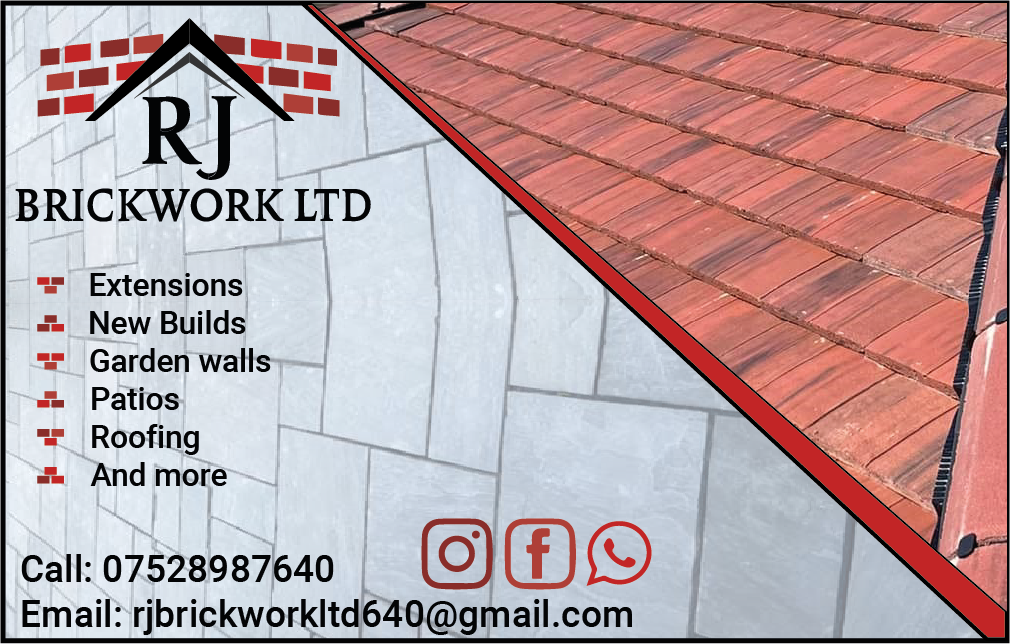 RJ
BRICKWORK LTD
Extensions
New Builds
Garden walls
Patios
Roofing
And more
Call: 07528987640
Email: rjbrickworkltd640@gmail.com